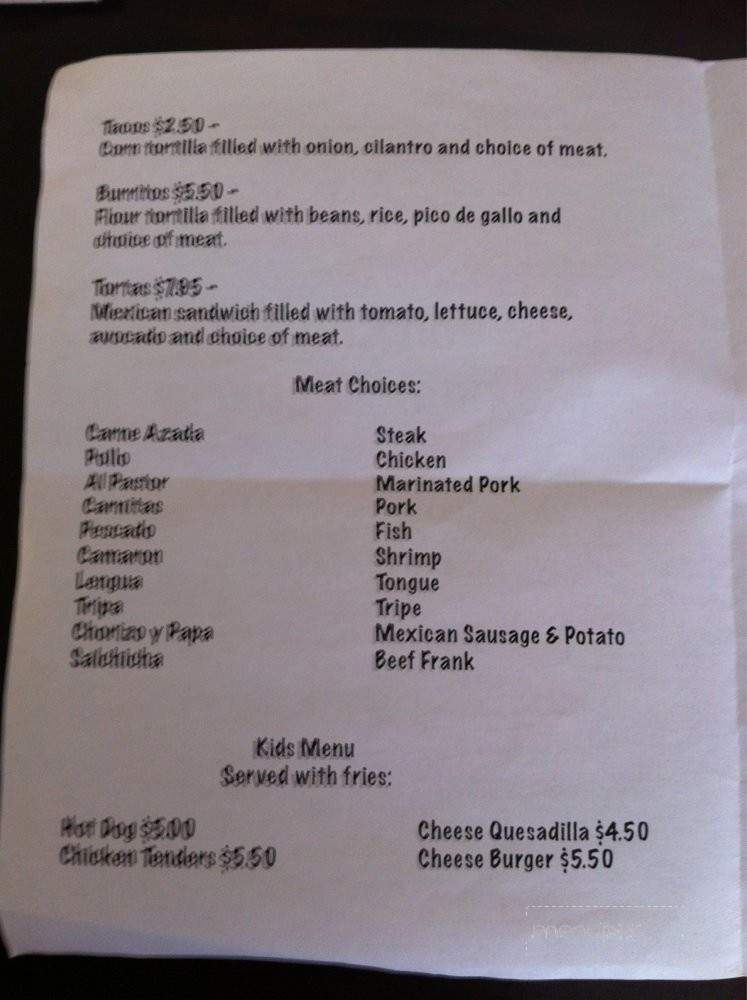 Tacos $2.50 -
Corn tortilla filled with onion, cilantro and choice of meat.
Burritos $5.50 -
Flour tortilla filled with beans, rice, pico de gallo and
choice of meat.
Tortas $7.95 -
Mexican sandwich filled with tomato, lettuce, cheese,
avocado and choice of meat.
Meat Choices:
Carne Azada Steak
Pollo Chicken
Al Pastor Marinated Pork
Carnitas Pork
Pescado Fish
Camaron Shrimp
Lengua Tongue
Tripa Tripe
Chorizo y Papa Mexican Sausage & Potato
Salchicha Beef Frank
Kids Menu
Served with fries:
Hot Dog $5.00 Cheese Quesadilla $4.50
Chicken Tenders $5.50 Cheese Burger $5.50